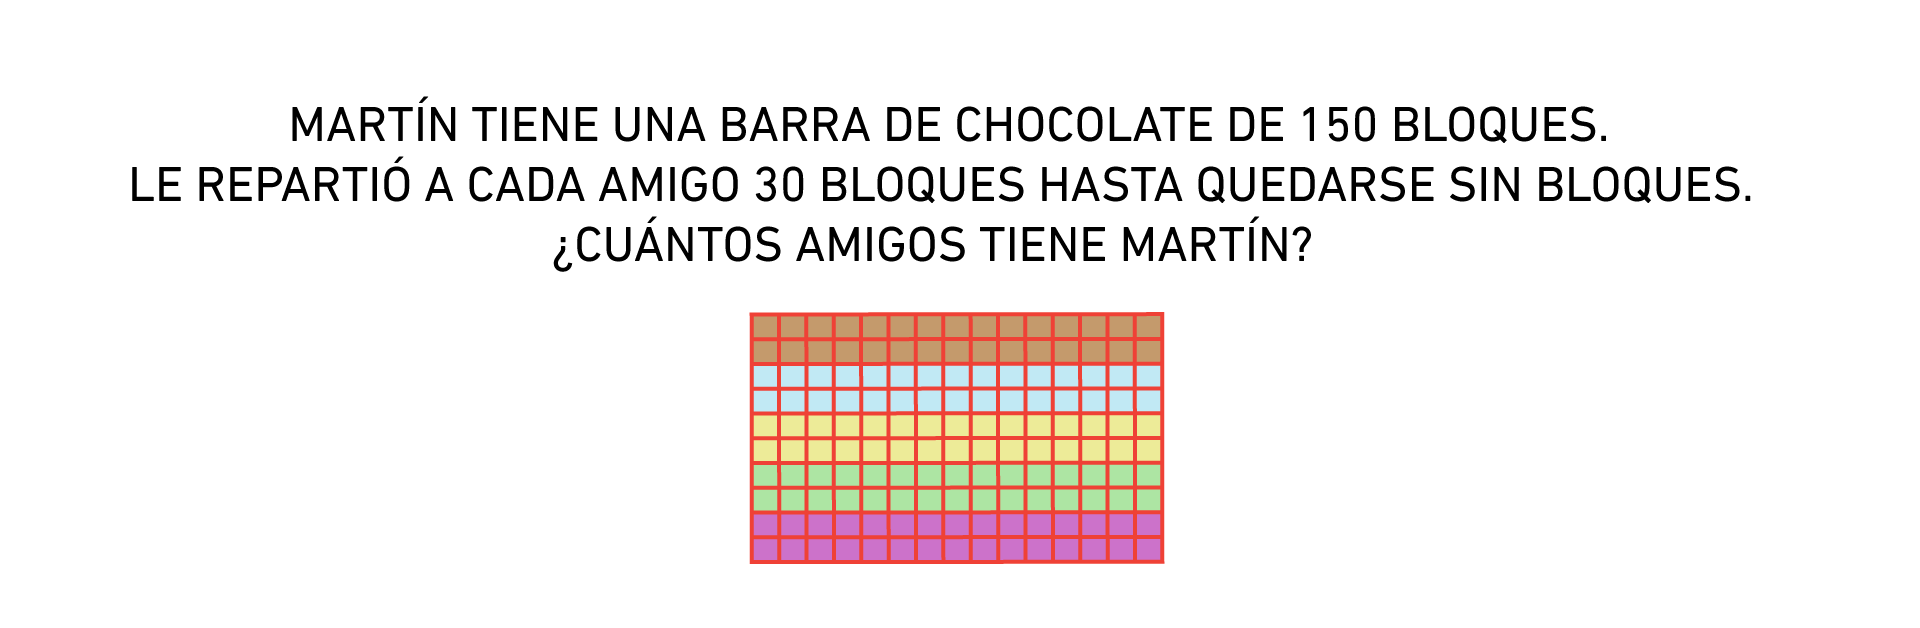 MARTÍN TIENE UNA BARRA DE CHOCOLATE DE 150 BLOQUES.
LE REPARTIÓ A CADA AMIGO 30 BLOQUES HASTA QUEDARSE SIN BLOQUES.
¿CUÁNTOS AMIGOS TIENE MARTÍN?